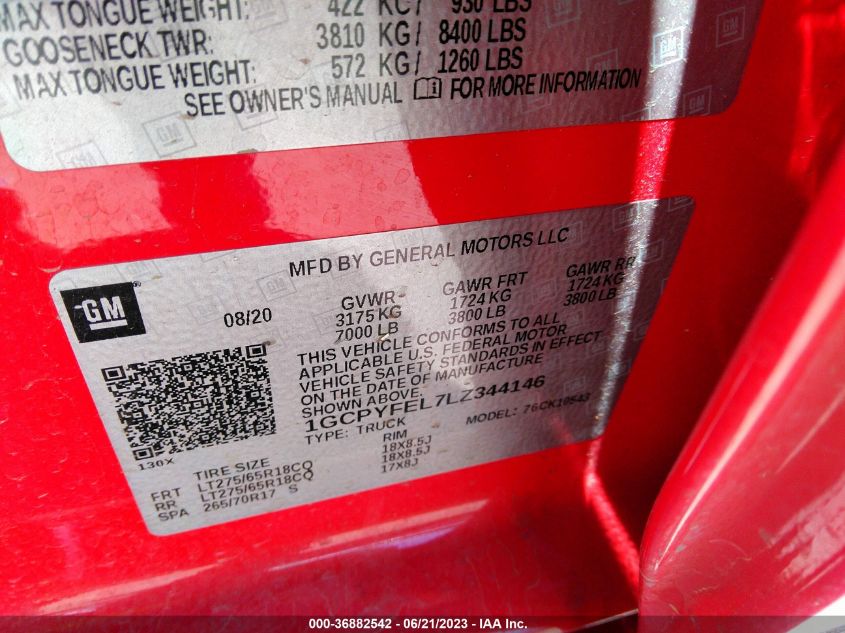 MAX TONGUE WEIGHT: 422 KG / 930 LBS
GOOSENECK TWR: 3810 KG / 8400 LBS
MAX TONGUE WEIGHT: 572 KG / 1260 LBS
SEE OWNER'S MANUAL FOR MORE INFORMATION
GM
MFD BY GENERAL MOTORS LLC
08/20
GVWR GAWR FRT GAWR RR
3175 KG 1724 KG 1724 KG
7000 LB 3800 LB 3800 LB
THIS VEHICLE CONFORMS TO ALL
APPLICABLE U.S. FEDERAL MOTOR
VEHICLE SAFETY STANDARDS IN EFFECT
ON THE DATE OF MANUFACTURE
SHOWN ABOVE.
1GCPYFEL7LZ344146
TYPE: TRUCK MODEL: 76CK10543
130X
TIRE SIZE RIM
FRT LT275/65R18CQ 18X8.5J
RR LT275/65R18CQ 18X8.5J
SPA 265/70R17 S 17X8J
000-36882542 - 06/21/2023 - IAA Inc.